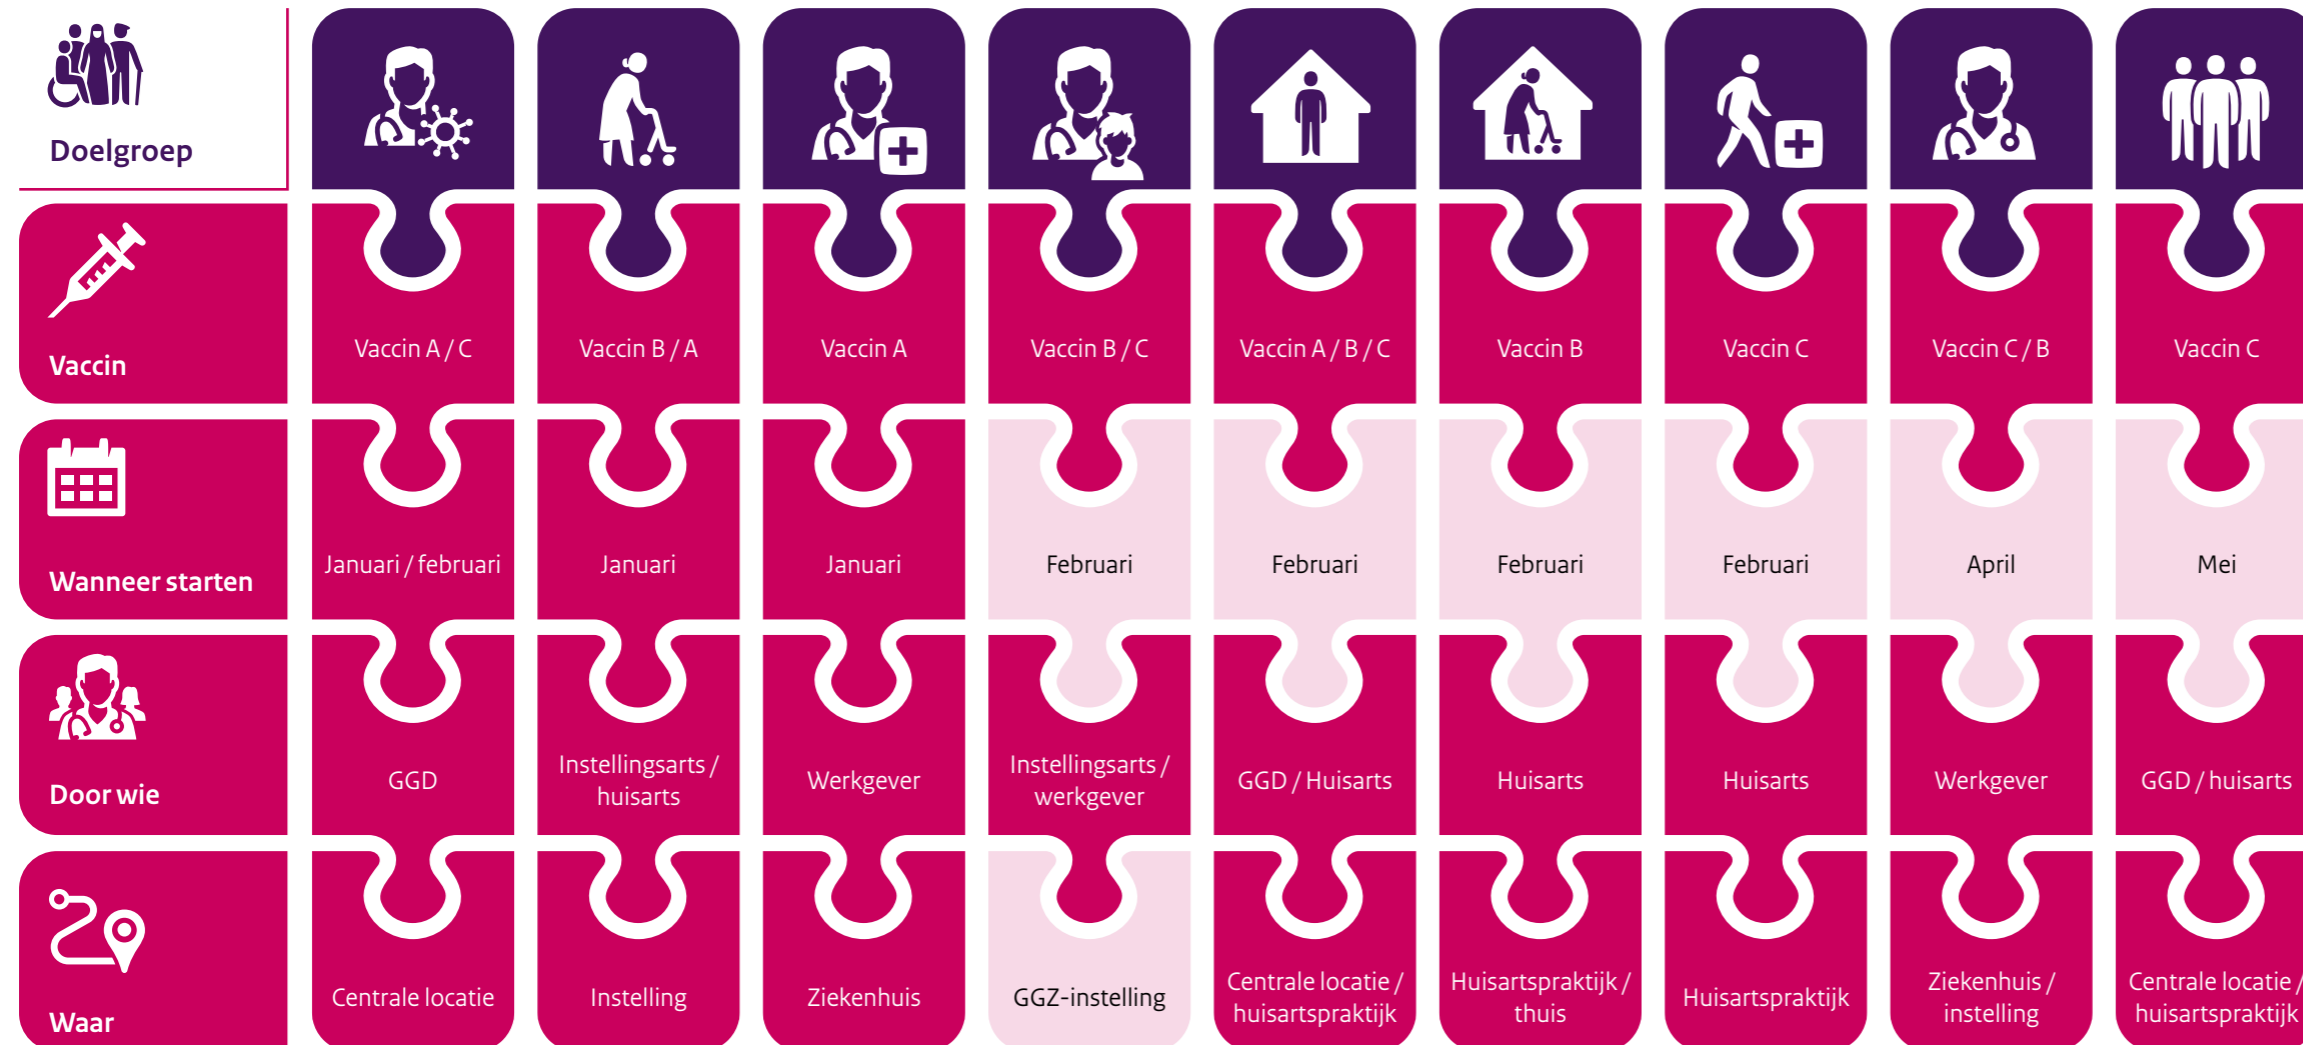 Doelgroep
Vaccin
Vaccin A / C
Vaccin B / A
Vaccin A
Vaccin B / C
Vaccin A / B / C
Vaccin B
Vaccin C
Vaccin C / B
Vaccin C
Wanneer starten
Januari / februari
Januari
Januari
Februari
Februari
Februari
Februari
April
Mei
Door wie
GGD
Instellingsarts /
huisarts
Werkgever
Instellingsarts /
werkgever
GGD / Huisarts
Huisarts
Huisarts
Werkgever
GGD / huisarts
Waar
Centrale locatie
Instelling
Ziekenhuis
GGZ-instelling
Centrale locatie /
huisartspraktijk
Huisartspraktijk /
thuis
Huisartspraktijk
Ziekenhuis /
instelling
Centrale locatie /
huisartspraktijk